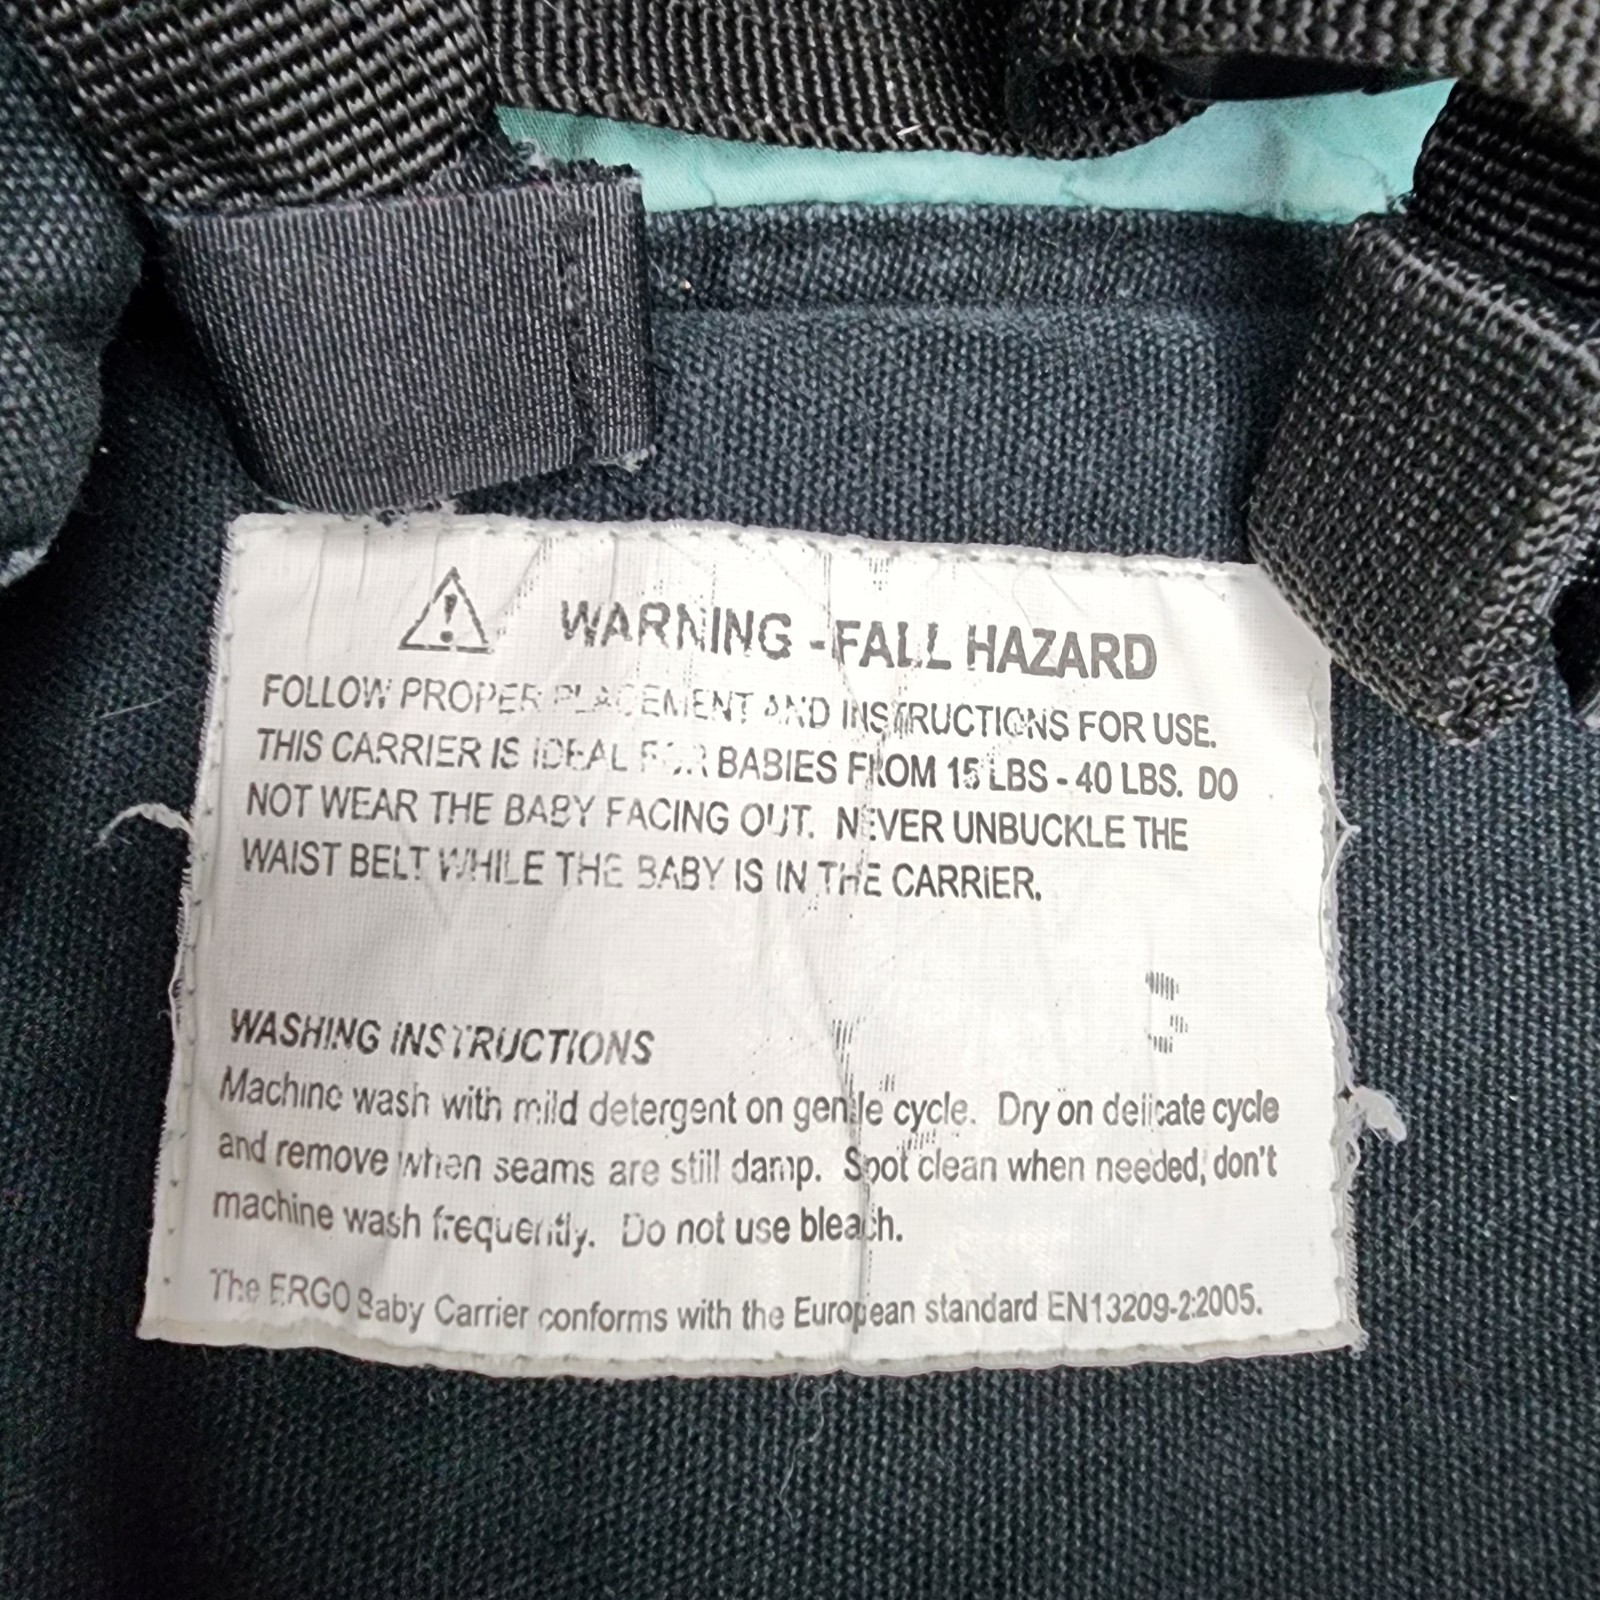 WARNING -FALL HAZARD
FOLLOW PROPER PLACEMENT AND INSTRUCTIONS FOR USE.
THIS CARRIER IS IDEAL FOR BABIES FROM 15 LBS - 40 LBS. DO
NOT WEAR THE BABY FACING OUT. NEVER UNBUCKLE THE
WAIST BELT WHILE THE BABY IS IN THE CARRIER.
WASHING INSTRUCTIONS
Machine wash with mild detergent on gentle cycle. Dry on delicate cycle
and remove when seams are still damp. Spot clean when needed, don't
machine wash frequently. Do not use bleach.
The ERGO Baby Carrier conforms with the European standard EN13209-2:2005.